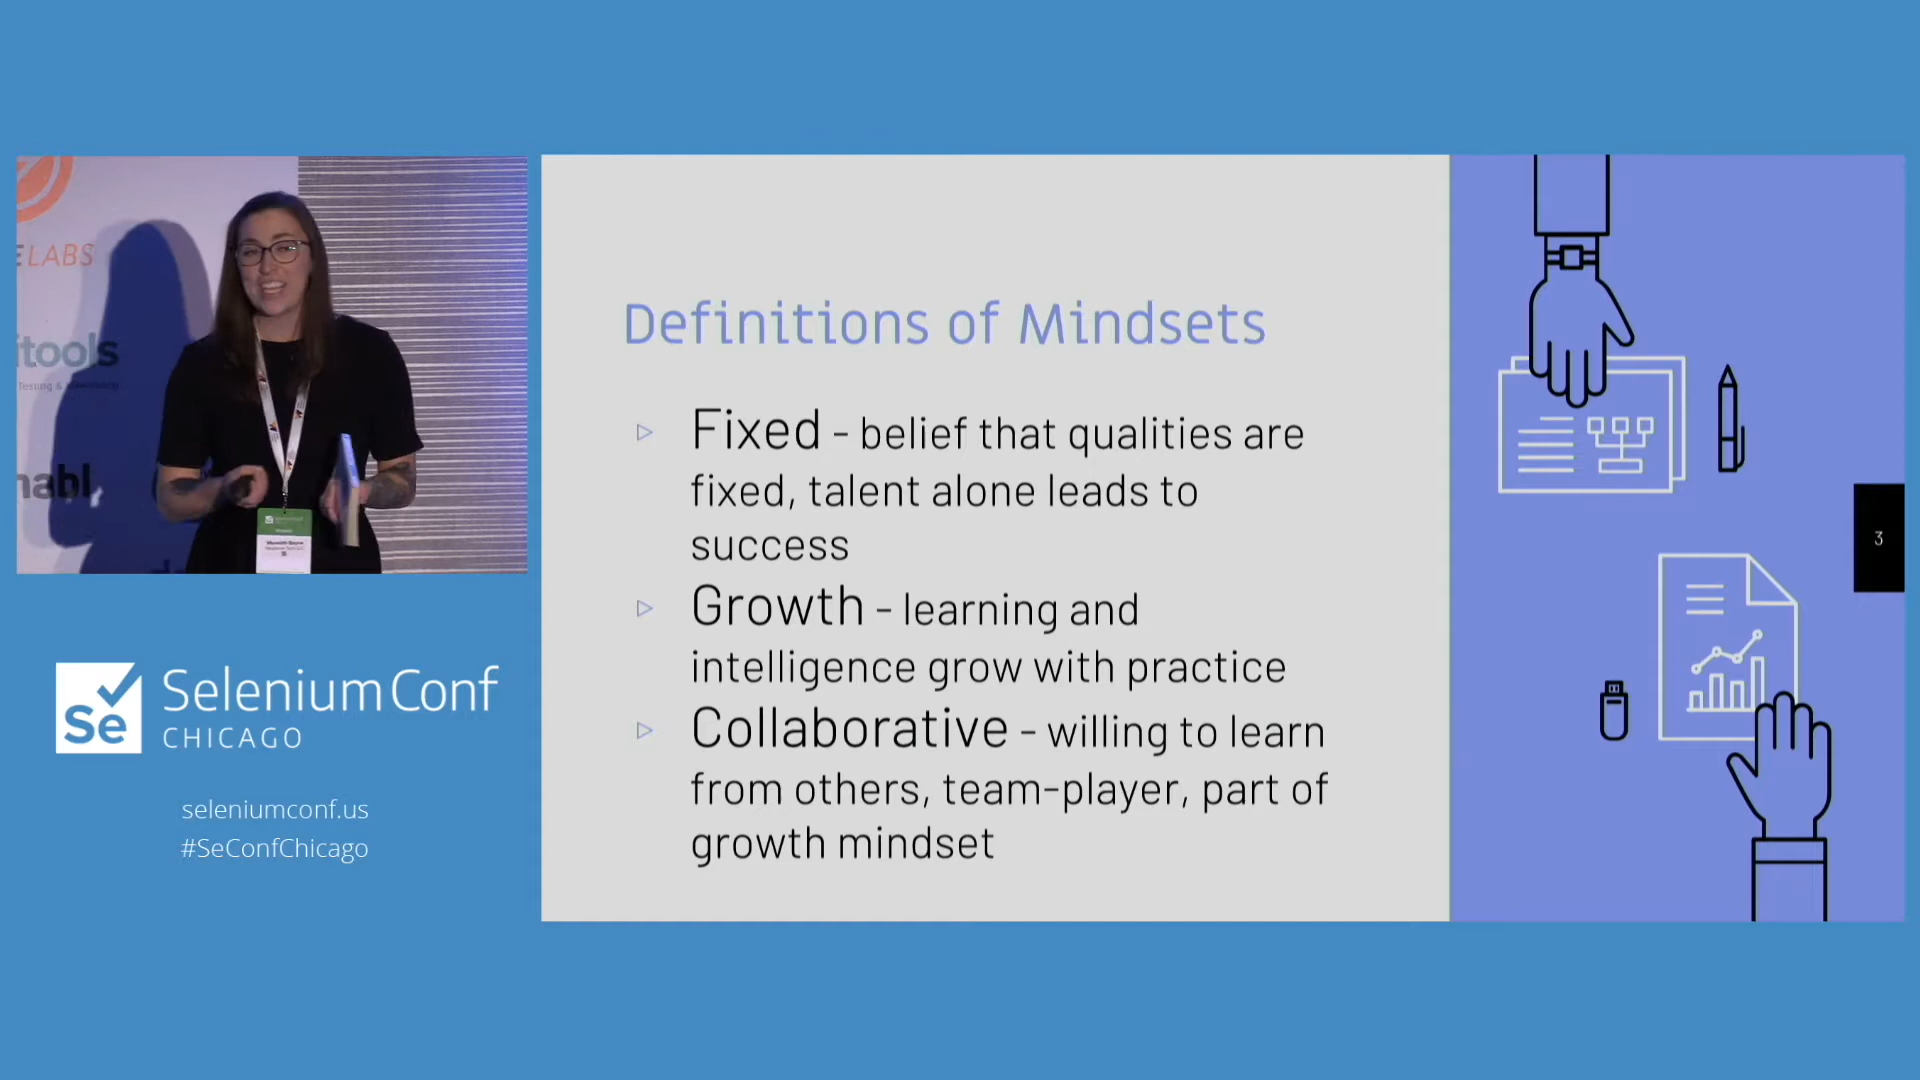 ELABS
itools
nabl
Se
Selenium Conf
CHICAGO
seleniumconf.us
#SeConfChicago
Definitions of Mindsets
Fixed - belief that qualities are
fixed, talent alone leads to
success
Growth - learning and
intelligence grow with practice
Collaborative - willing to learn
from others, team-player, part of
growth mindset
3